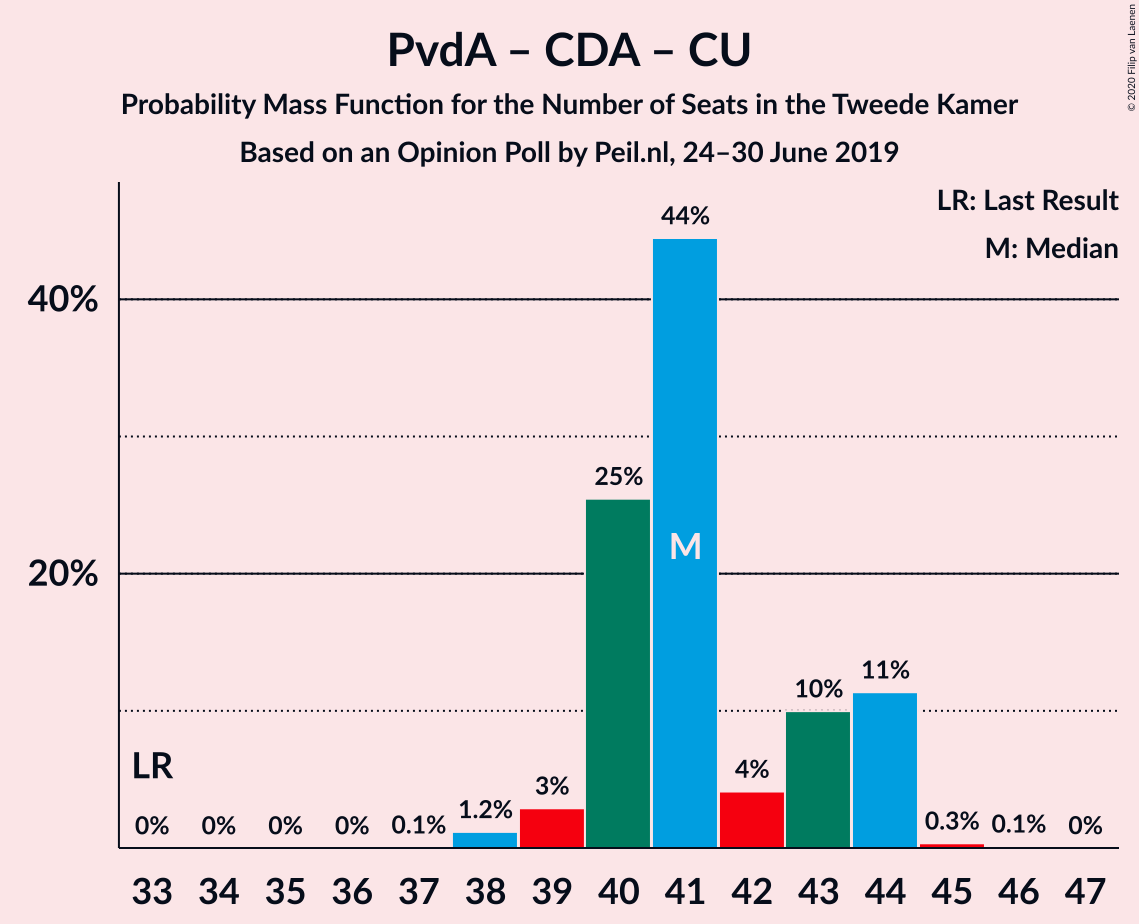 PvdA – CDA – CU
Probability Mass Function for the Number of Seats in the Tweede Kamer
Based on an Opinion Poll by Peil.nl, 24–30 June 2019
© 2020 Filip van Laenen
LR: Last Result
M: Median
40%
20%
LR
M
0%
0%
0%
0%
0.1%
1.2%
3%
25%
44%
4%
10%
11%
0.3%
0.1%
0%
33 34 35 36 37 38 39 40 41 42 43 44 45 46 47